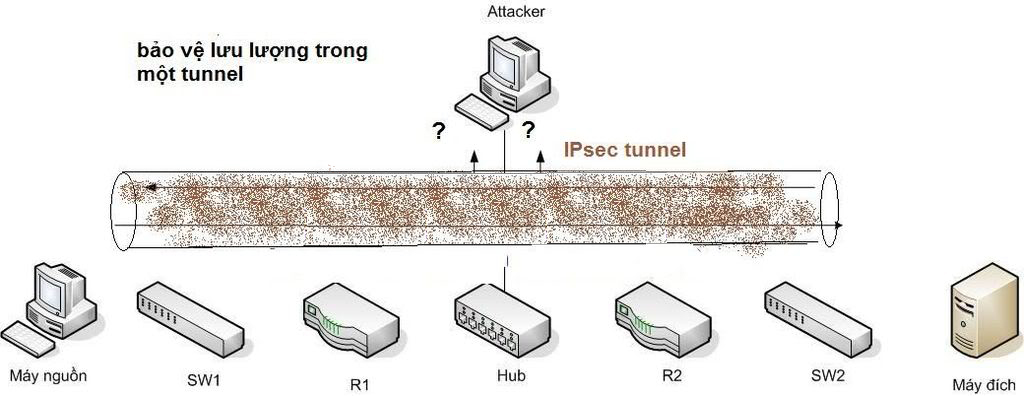 Attacker
bảo vệ lưu lượng trong
một tunnel
? ?
IPsec tunnel
Máy nguồn
SW1
R1
Hub
R2
SW2
Máy đích